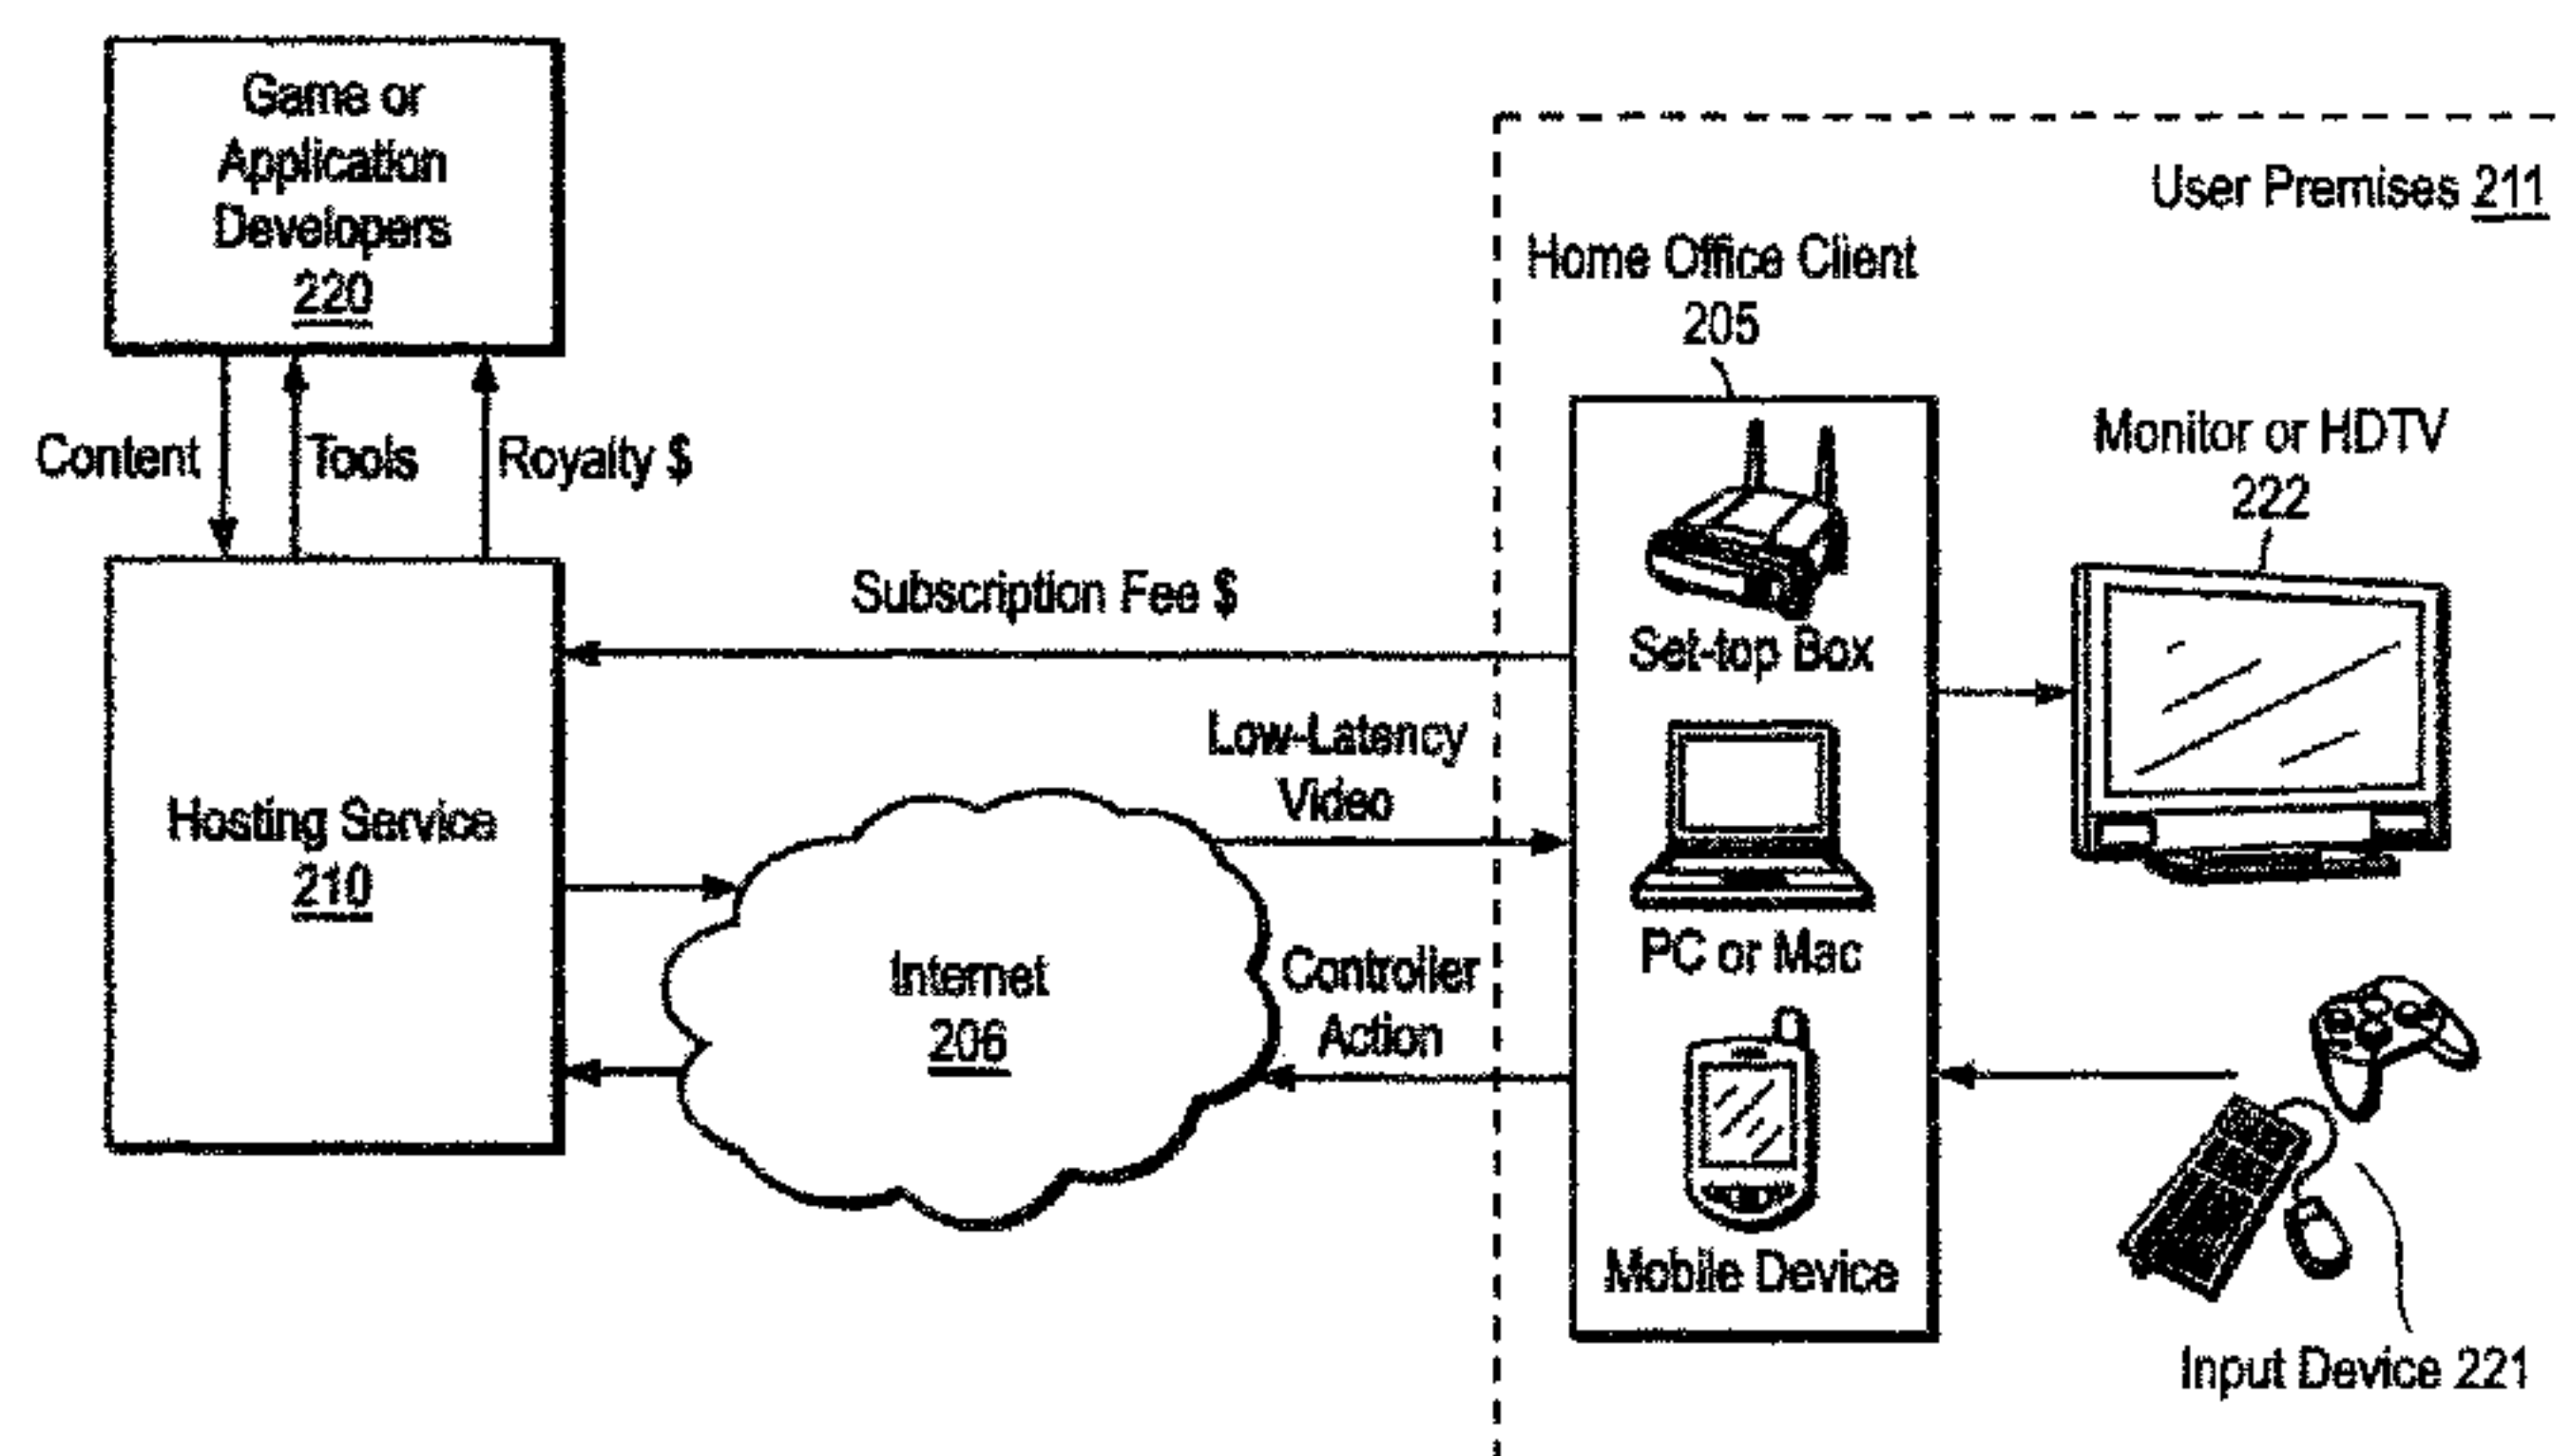 Game or
Application
Developers
220
Content
Tools
Royalty $
Hosting Service
210
Subscription Fee $
Low-Latency
Video
Internet
206
Controller
Action
User Premises 211
Home Office Client
205
Set-top Box
PC or Mac
Mobile Device
Monitor or HDTV
222
Input Device 221